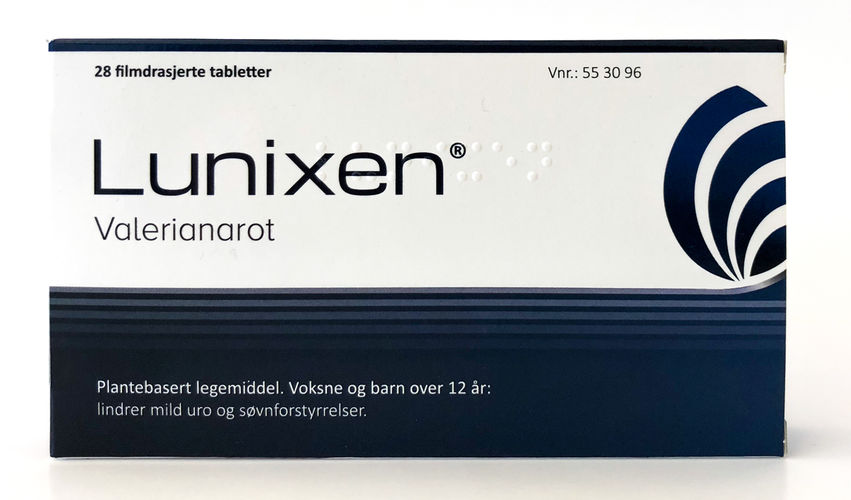 28 filmdrasjerte tabletter
Vnr.: 55 30 96
Lunixen®
Valerianarot
Plantebasert legemiddel. Voksne og barn over 12 år:
lindrer mild uro og søvnforstyrrelser.